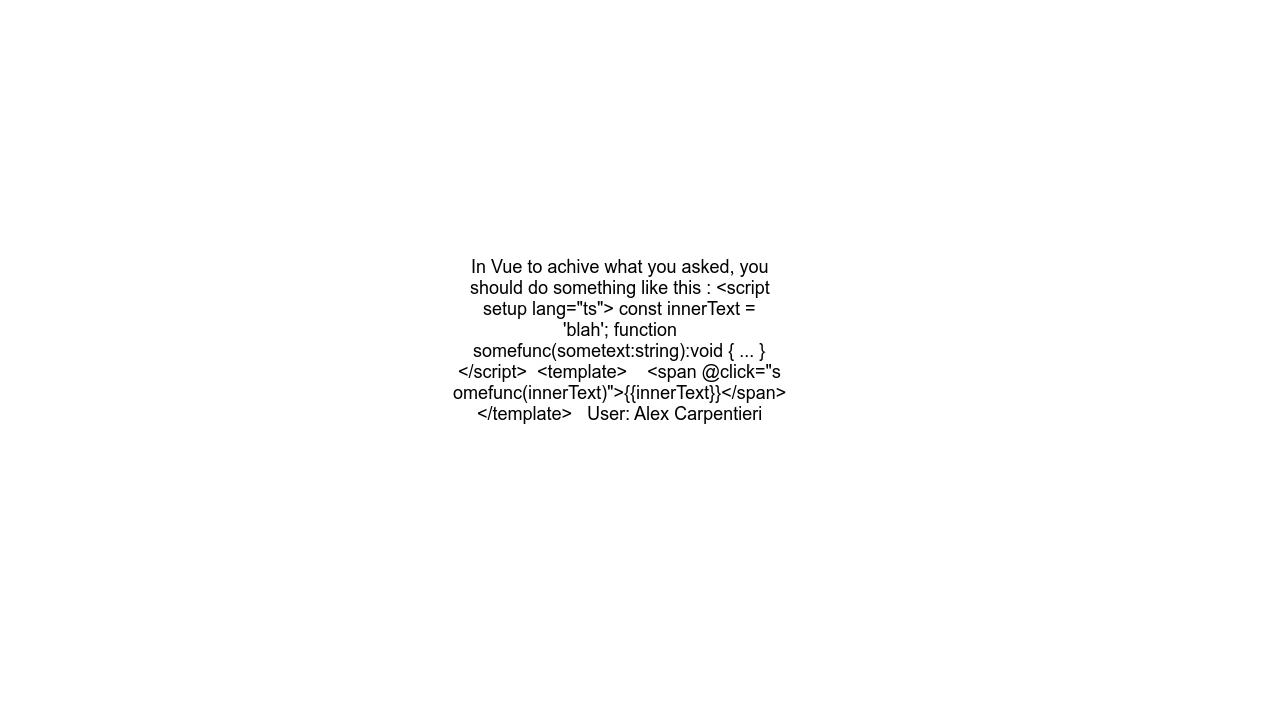 In Vue to achive what you asked, you
should do something like this : <script
setup lang="ts"> const innerText =
'blah'; function
somefunc(sometext:string):void { ... }
</script>  <template>    <span @click="s
omefunc(innerText)">{{innerText}}</span>
</template>   User: Alex Carpentieri